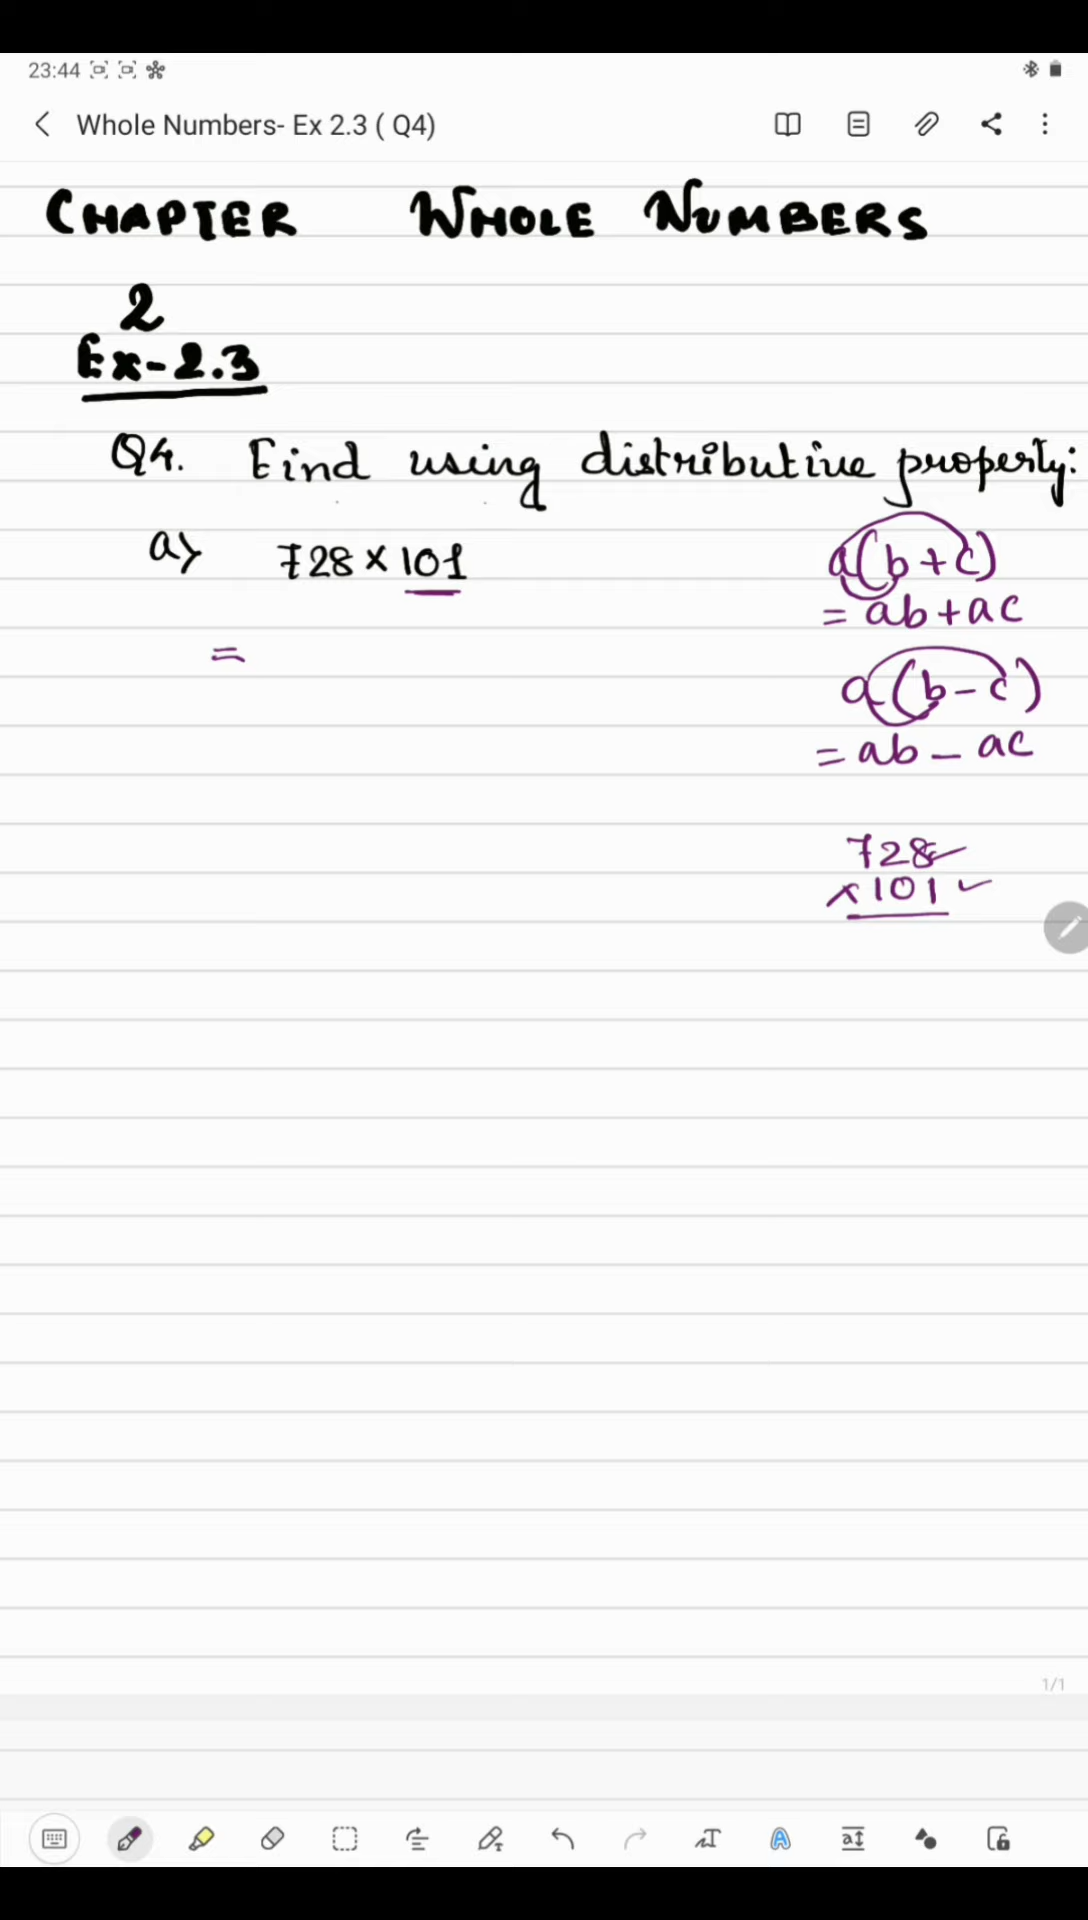 23:44
Whole Numbers- Ex 2.3 ( Q4)
CHAPTER WHOLE NUMBERS
2
Ex-2.3
Q4. Find using distributive property:
a) 728 × 101
=
a(b+c)
= ab+ac
a(b-c)
= ab - ac
728
×101
1/1